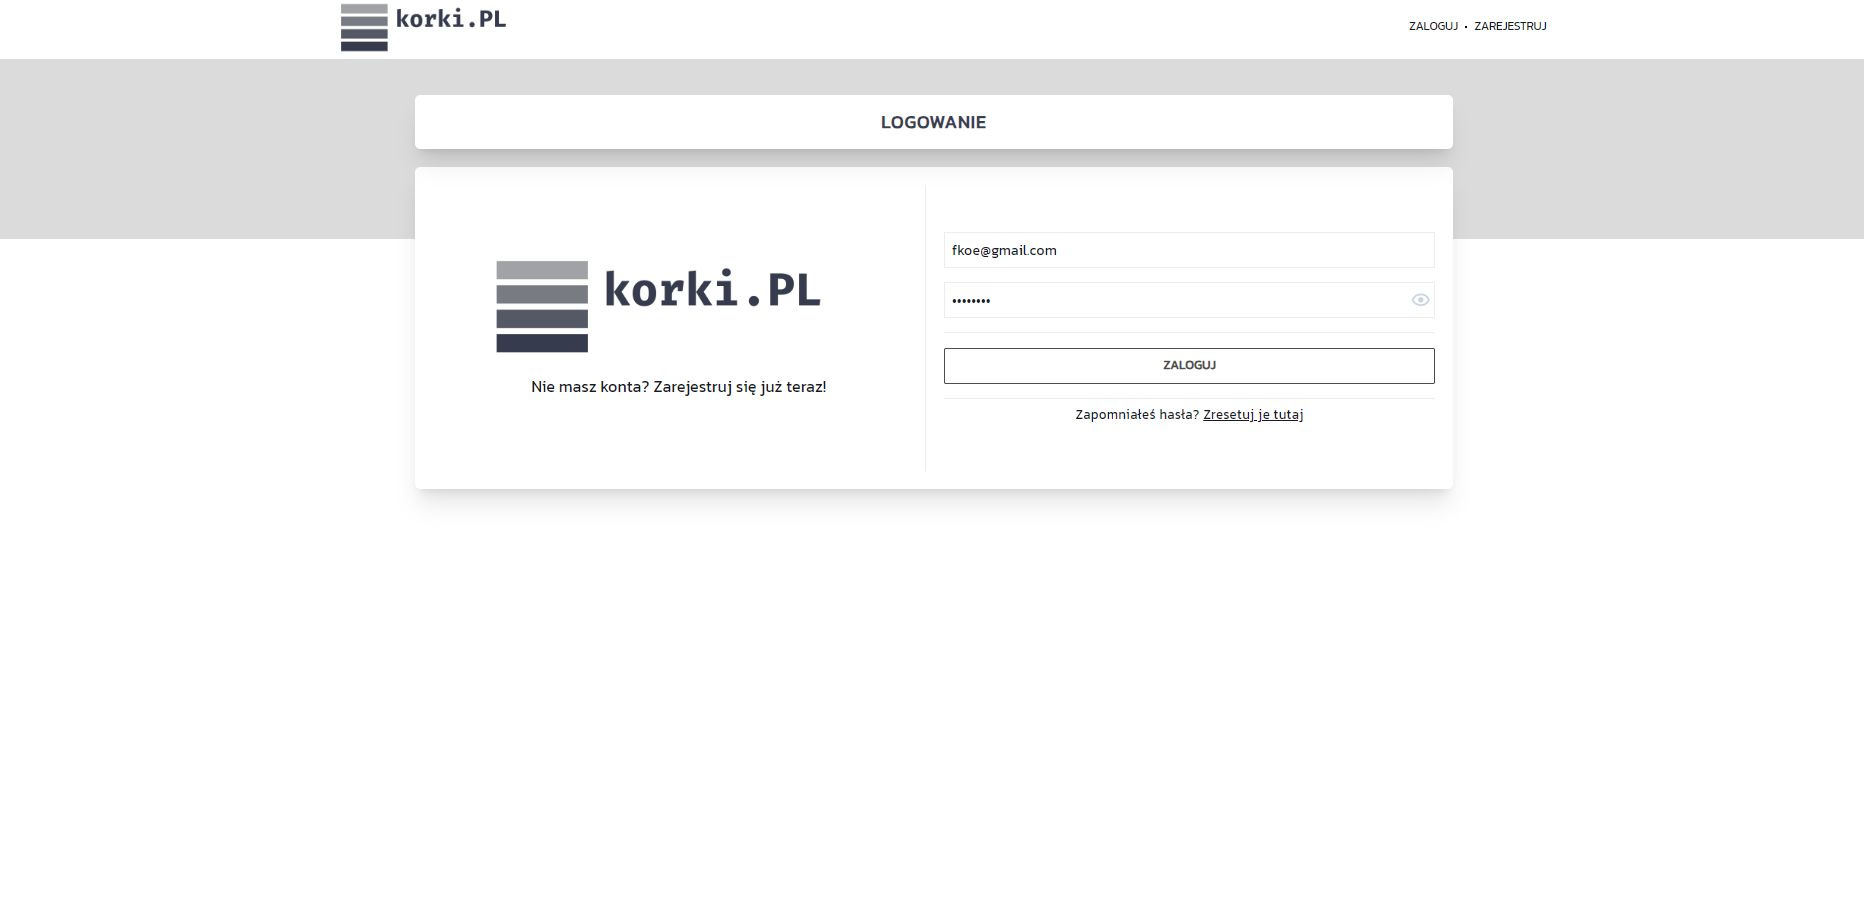 korki.PL
ZALOGUJ • ZAREJESTRUJ
LOGOWANIE
korki.PL
Nie masz konta? Zarejestruj się już teraz!
fkoe@gmail.com
••••••••
ZALOGUJ
Zapomniałeś hasła? Zresetuj je tutaj